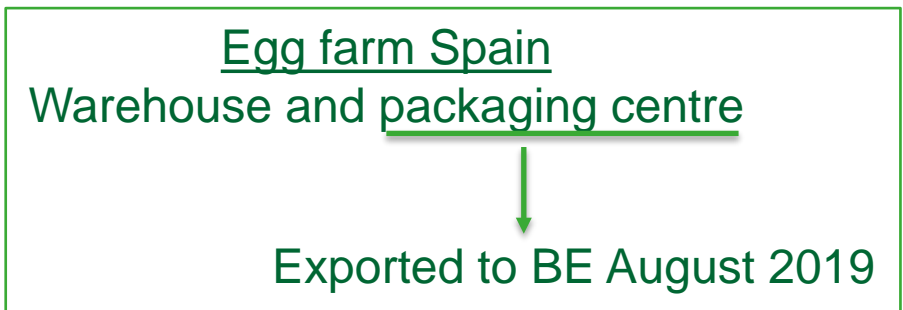 Egg farm Spain
Warehouse and packaging centre
Exported to BE August 2019